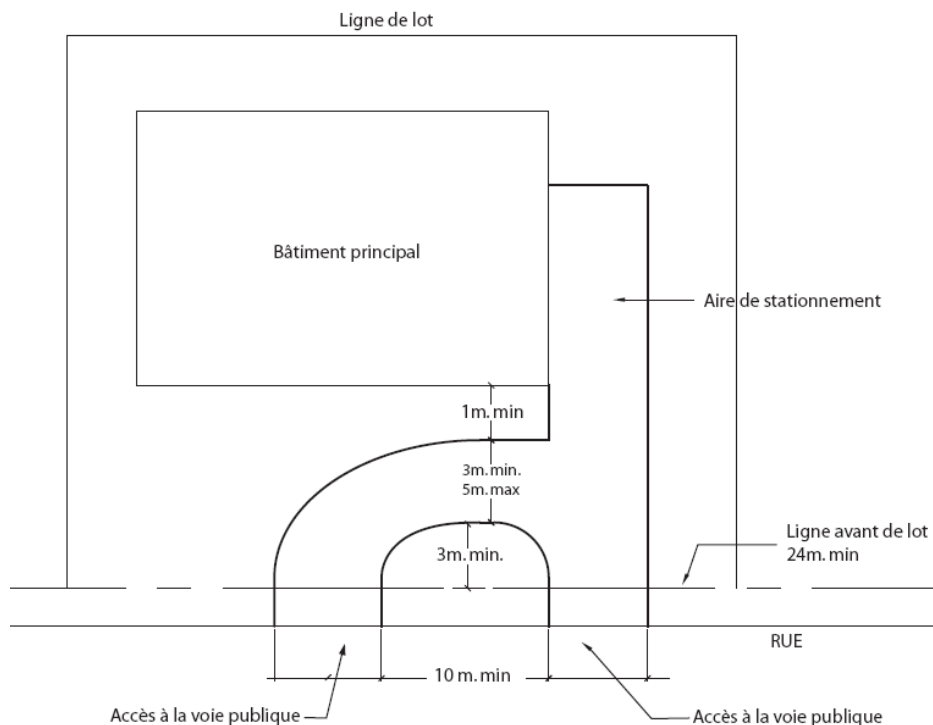 Ligne de lot
Bâtiment principal
Aire de stationnement
1m. min
3m. min.
5m. max
3m. min.
Ligne avant de lot
24m. min
RUE
10 m. min
Accès à la voie publique
Accès à la voie publique